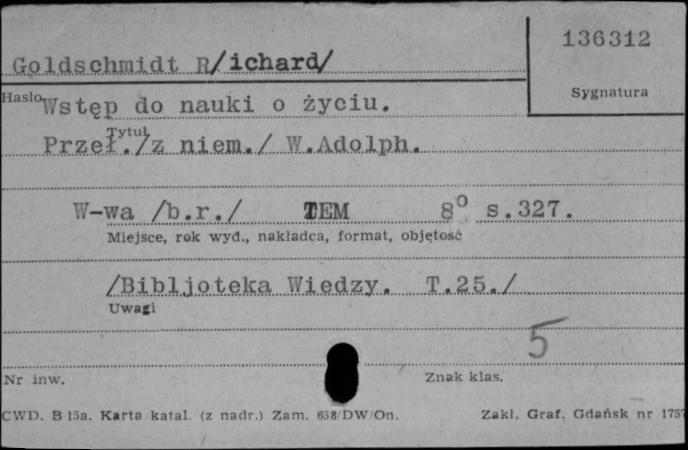 136312
Goldschmidt R/ichard/
Sygnatura
Hasło
Wstęp do nauki o życiu.
Tytuł
Przeł./z niem./ W.Adolph.
W-wa /b.r./ TEM 8° s.327.
Miejsce, rok wyd., nakładca, format, objętość
/Bibljoteka Wiedzy. T.25./
Uwagi
5
Nr inw. Znak klas.
CWD. B 15a. Karta katal. (z nadr.) Zam. 658/DW/On. Zakł. Graf. Gdańsk nr 1757